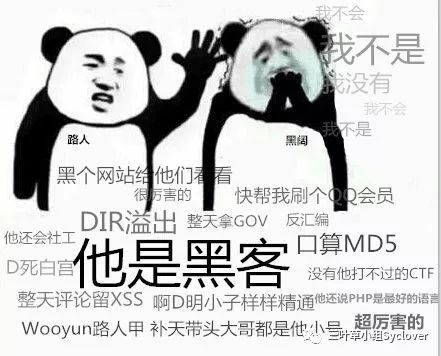 我不会
我不是
我没有
我不会
我不是
路人
黑阔
黑个网站给他们看看
很厉害的
快帮我刷个QQ会员
DIR溢出
整天拿GOV
反汇编
他还会社工
他是黑客
口算MD5
D死白宫
没有他打不过的CTF
整天评论留XSS
啊D明小子样样精通
他还说PHP是最好的语言
Wooyun路人甲
补天带头大哥都是他小号
超厉害的
三叶草小组Syclover